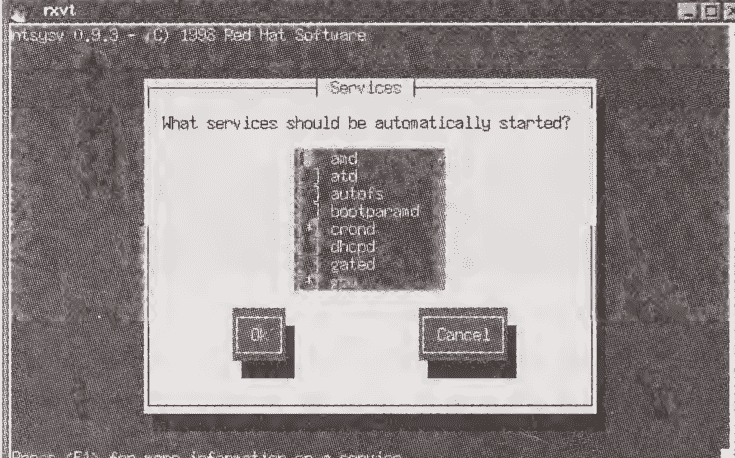 rxvt
ntsysv 0.9.3 - (C) 1998 Red Hat Software
Services
What services should be automatically started?
amd
] atd
autofs
] bootparamd
* crond
dhcpd
gated
* gpm
Ok
Cancel
Press <F1> for more information on a service.